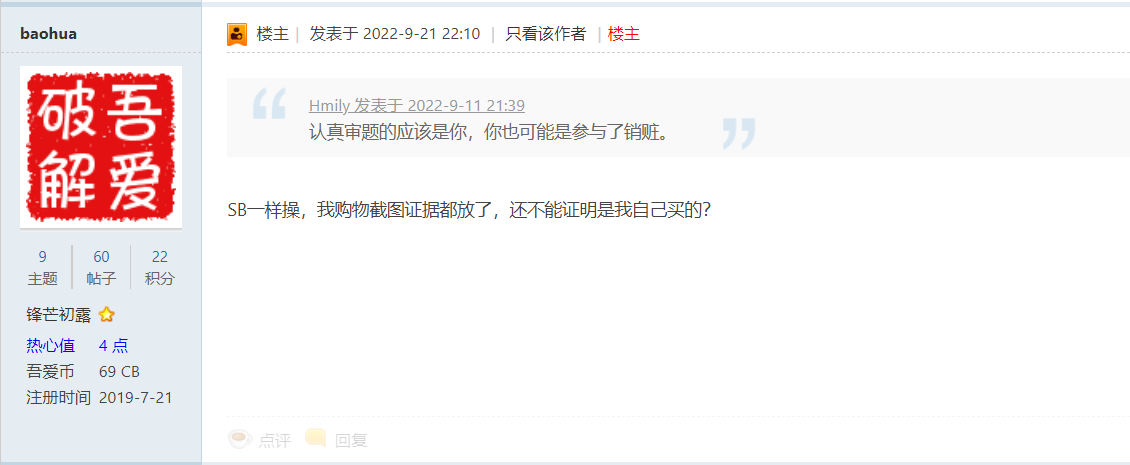 baohua
楼主 | 发表于 2022-9-21 22:10 | 只看该作者 | 楼主
吾爱
破解
Hmily 发表于 2022-9-11 21:39
认真审题的应该是你，你也可能是参与了销赃。
SB一样操，我购物截图证据都放了，还不能证明是我自己买的？
9 60 22
主题 帖子 积分
锋芒初露
热心值 4 点
吾爱币 69 CB
注册时间 2019-7-21
点评 回复